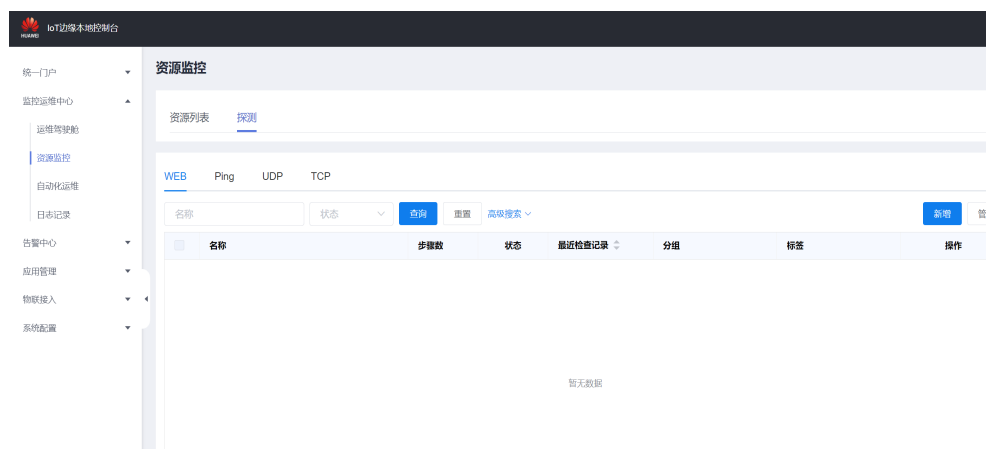 HUAWEI IoT边缘本地控制台
统一门户
监控运维中心
运维驾驶舱
资源监控
自动化运维
日志记录
告警中心
应用管理
物联接入
系统配置
资源监控
资源列表 探测
WEB Ping UDP TCP
名称 状态 查询 重置 高级搜索 新增 管
名称 步骤数 状态 最近检查记录 分组 标签 操作
暂无数据